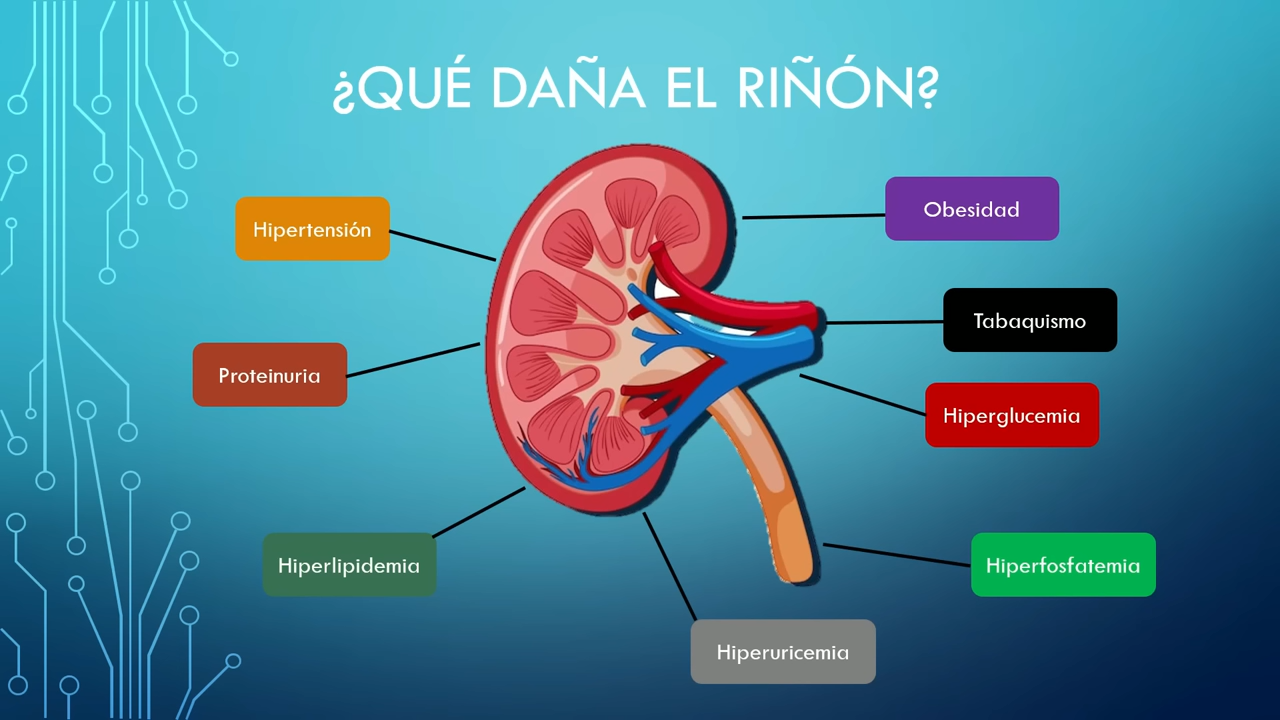 ¿QUÉ DAÑA EL RIÑÓN?
Hipertensión
Obesidad
Tabaquismo
Proteinuria
Hiperglucemia
Hiperlipidemia
Hiperfosfatemia
Hiperuricemia